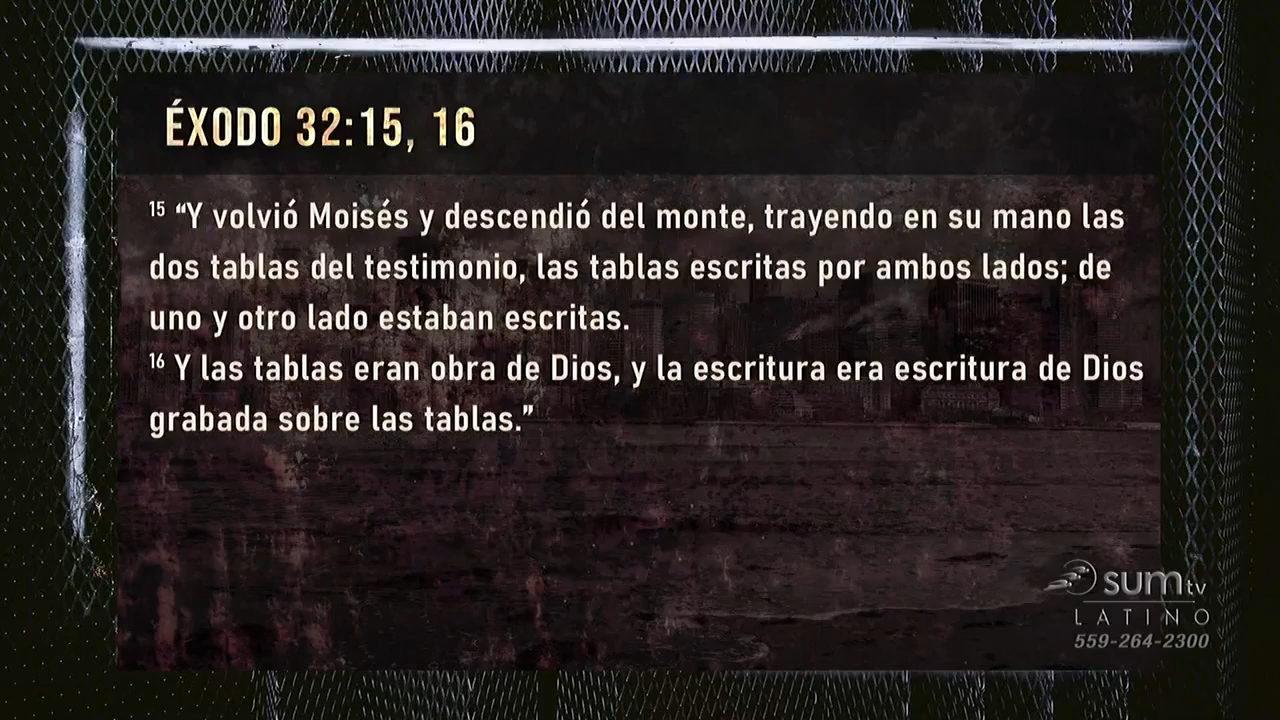 ÉXODO 32:15, 16
15 “Y volvió Moisés y descendió del monte, trayendo en su mano las
dos tablas del testimonio, las tablas escritas por ambos lados; de
uno y otro lado estaban escritas.
16 Y las tablas eran obra de Dios, y la escritura era escritura de Dios
grabada sobre las tablas.”
sumtv
LATINO
559-264-2300